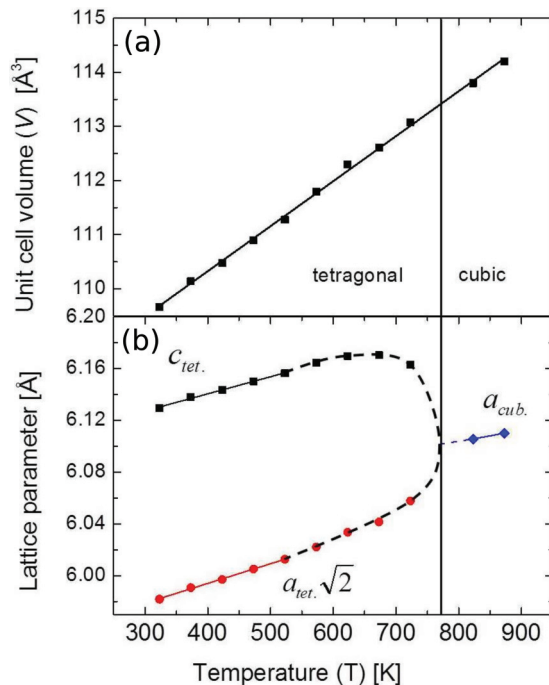 115
(a)
114
113
112
111
110
Unit cell volume (V) [Å³]
tetragonal
cubic
6.20
(b)
c_tet.
6.16
6.12
6.08
6.04
6.00
Lattice parameter [Å]
a_cub.
a_tet.√2
300 400 500 600 700 800 900
Temperature (T) [K]